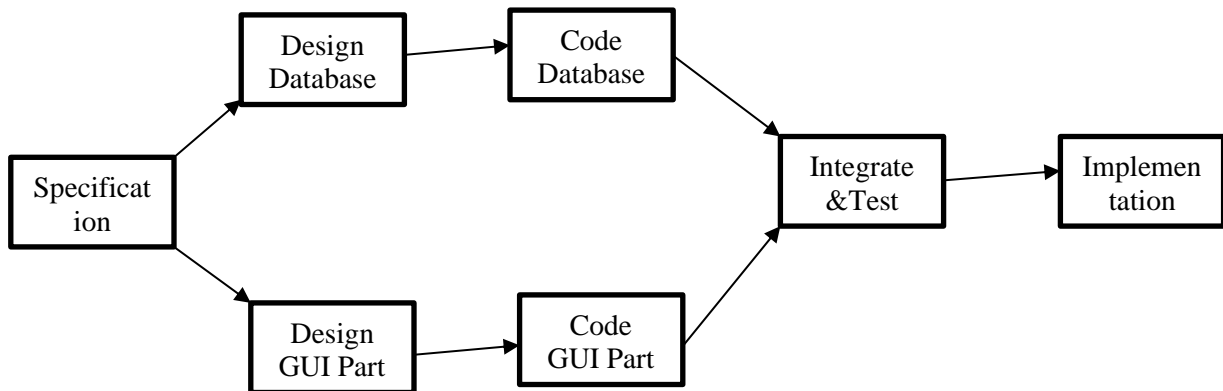 Design
Database
Code
Database
Specificat
ion
Integrate
&Test
Implemen
tation
Design
GUI Part
Code
GUI Part